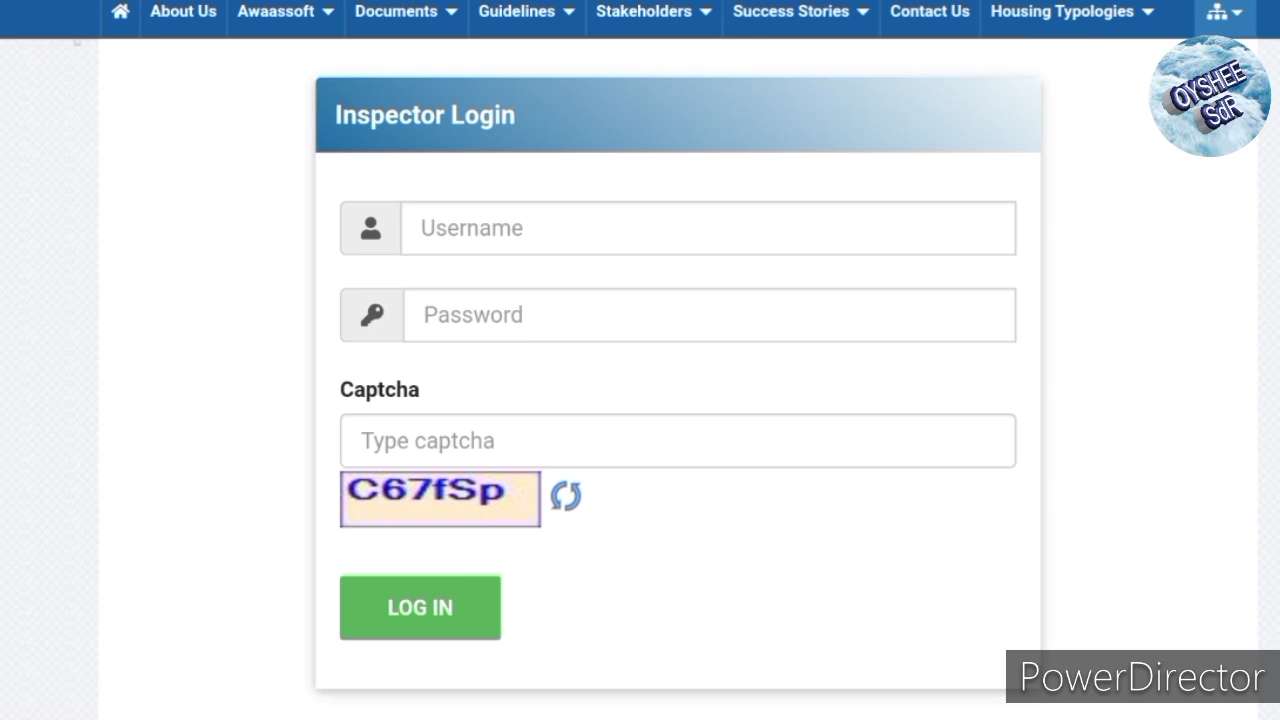 About Us Awaassoft Documents Guidelines Stakeholders Success Stories Contact Us Housing Typologies
OYSHEE
SdR
Inspector Login
Username
Password
Captcha
Type captcha
C67fSp
LOG IN
PowerDirector